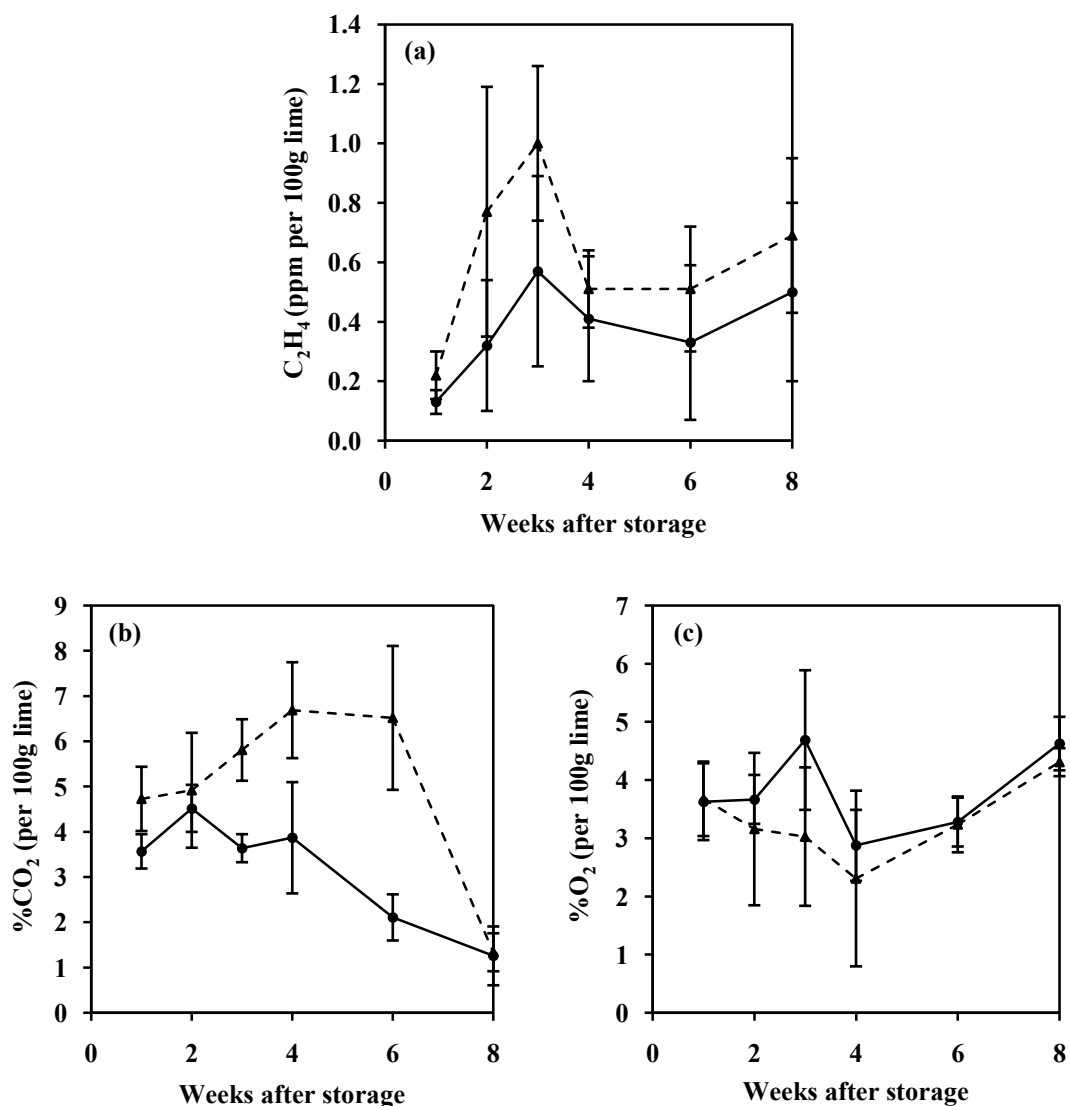 (a)
C₂H₄ (ppm per 100g lime)
1.4
1.2
1.0
0.8
0.6
0.4
0.2
0.0
0 2 4 6 8
Weeks after storage
(b)
%CO₂ (per 100g lime)
9
8
7
6
5
4
3
2
1
0
0 2 4 6 8
Weeks after storage
(c)
%O₂ (per 100g lime)
7
6
5
4
3
2
1
0
0 2 4 6 8
Weeks after storage